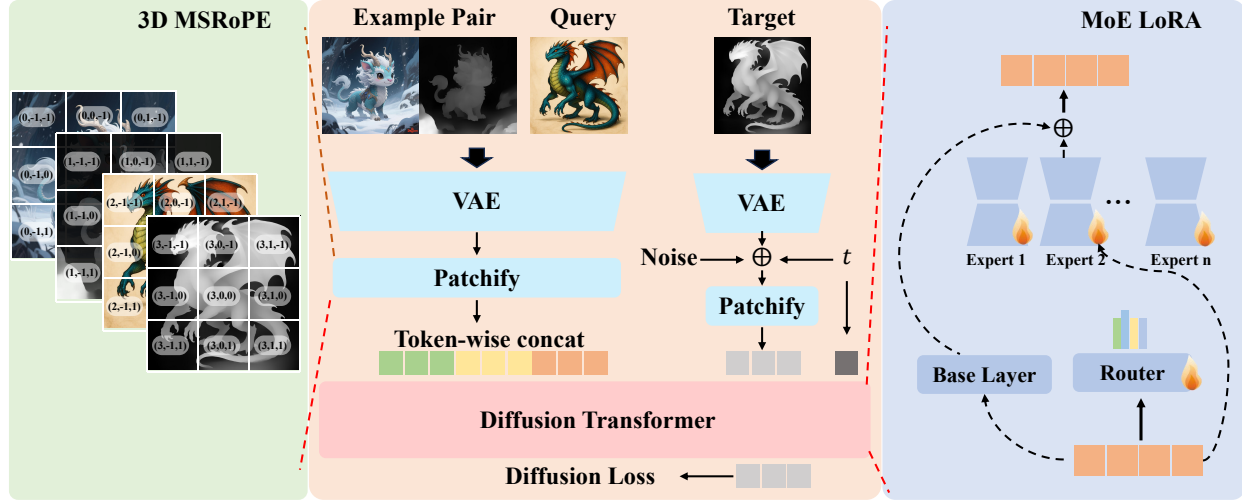 3D MSRoPE
(0,-1,-1)
(0,0,-1)
(0,1,-1)
(0,-1,0)
(0,-1,1)
(1,-1,-1)
(1,0,-1)
(1,1,-1)
(1,-1,0)
(1,-1,1)
(2,-1,-1)
(2,0,-1)
(2,1,-1)
(2,-1,0)
(2,-1,1)
(3,-1,-1)
(3,0,-1)
(3,1,-1)
(3,-1,0)
(3,0,0)
(3,1,0)
(3,-1,1)
(3,0,1)
(3,1,1)
Example Pair
Query
Target
VAE
VAE
Noise
t
Patchify
Patchify
Token-wise concat
Diffusion Transformer
Diffusion Loss
MoE LoRA
...
Expert 1
Expert 2
Expert n
Base Layer
Router